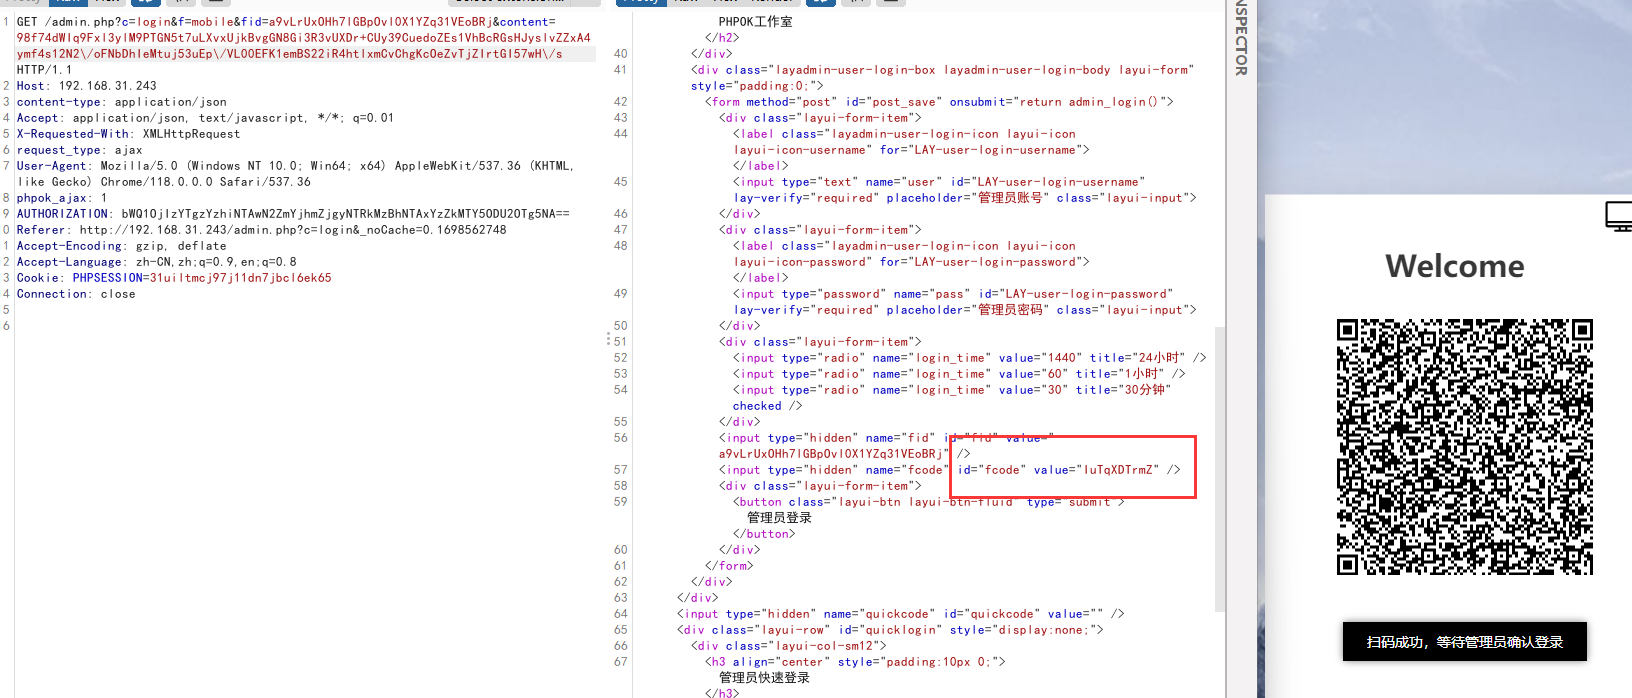 GET /admin.php?c=login&f=mobile&fid=a9vLrUxOHh7lGBpOvlOX1YZq31VEoBRj&content=
98f74dWlq9Fxl3ylM9PTGN5t7uLXvxUjkBvgGN8Gi3R3vUXDr+CUy39CuedoZEs1VhBcRGsHJyslvZZxA4
ymf4s12N2\/oFNbDhleMtuj53uEp\/VLOOEFK1emBS22iR4htlxmCvChgKcOeZvTjZIrtGl57wH\/s
HTTP/1.1
Host: 192.168.31.243
content-type: application/json
Accept: application/json, text/javascript, */*; q=0.01
X-Requested-With: XMLHttpRequest
request_type: ajax
User-Agent: Mozilla/5.0 (Windows NT 10.0; Win64; x64) AppleWebKit/537.36 (KHTML,
like Gecko) Chrome/118.0.0.0 Safari/537.36
phpok_ajax: 1
AUTHORIZATION: bWQ1OjIzYTgzYzhiNTAwN2ZmYjhmZjgyNTRkMzBhNTAxYzZkMTY5ODU2OTg5NA==
Referer: http://192.168.31.243/admin.php?c=login&_noCache=0.1698562748
Accept-Encoding: gzip, deflate
Accept-Language: zh-CN,zh;q=0.9,en;q=0.8
Cookie: PHPSESSION=31uiltmcj97j11dn7jbcl6ek65
Connection: close
PHPOK工作室
</h2>
40 </div>
41 <div class="layadmin-user-login-box layadmin-user-login-body layui-form"
style="padding:0;">
42 <form method="post" id="post_save" onsubmit="return admin_login()">
43 <div class="layui-form-item">
44 <label class="layadmin-user-login-icon layui-icon
layui-icon-username" for="LAY-user-login-username">
</label>
45 <input type="text" name="user" id="LAY-user-login-username"
lay-verify="required" placeholder="管理员账号" class="layui-input">
46 </div>
47 <div class="layui-form-item">
48 <label class="layadmin-user-login-icon layui-icon
layui-icon-password" for="LAY-user-login-password">
</label>
49 <input type="password" name="pass" id="LAY-user-login-password"
lay-verify="required" placeholder="管理员密码" class="layui-input">
50 </div>
51 <div class="layui-form-item">
52 <input type="radio" name="login_time" value="1440" title="24小时" />
53 <input type="radio" name="login_time" value="60" title="1小时" />
54 <input type="radio" name="login_time" value="30" title="30分钟"
checked />
55 </div>
56 <input type="hidden" name="fid" id="fid" value="
a9vLrUxOHh7lGBpOvlOX1YZq31VEoBRj" />
57 <input type="hidden" name="fcode" id="fcode" value="IuTqXDTrmZ" />
58 <div class="layui-form-item">
59 <button class="layui-btn layui-btn-fluid" type="submit">
管理员登录
</button>
60 </div>
61 </form>
62 </div>
63 </div>
64 <input type="hidden" name="quickcode" id="quickcode" value="" />
65 <div class="layui-row" id="quicklogin" style="display:none;">
66 <div class="layui-col-sm12">
67 <h3 align="center" style="padding:10px 0;">
管理员快速登录
</h3>
NSPECTOR
Welcome
扫码成功，等待管理员确认登录